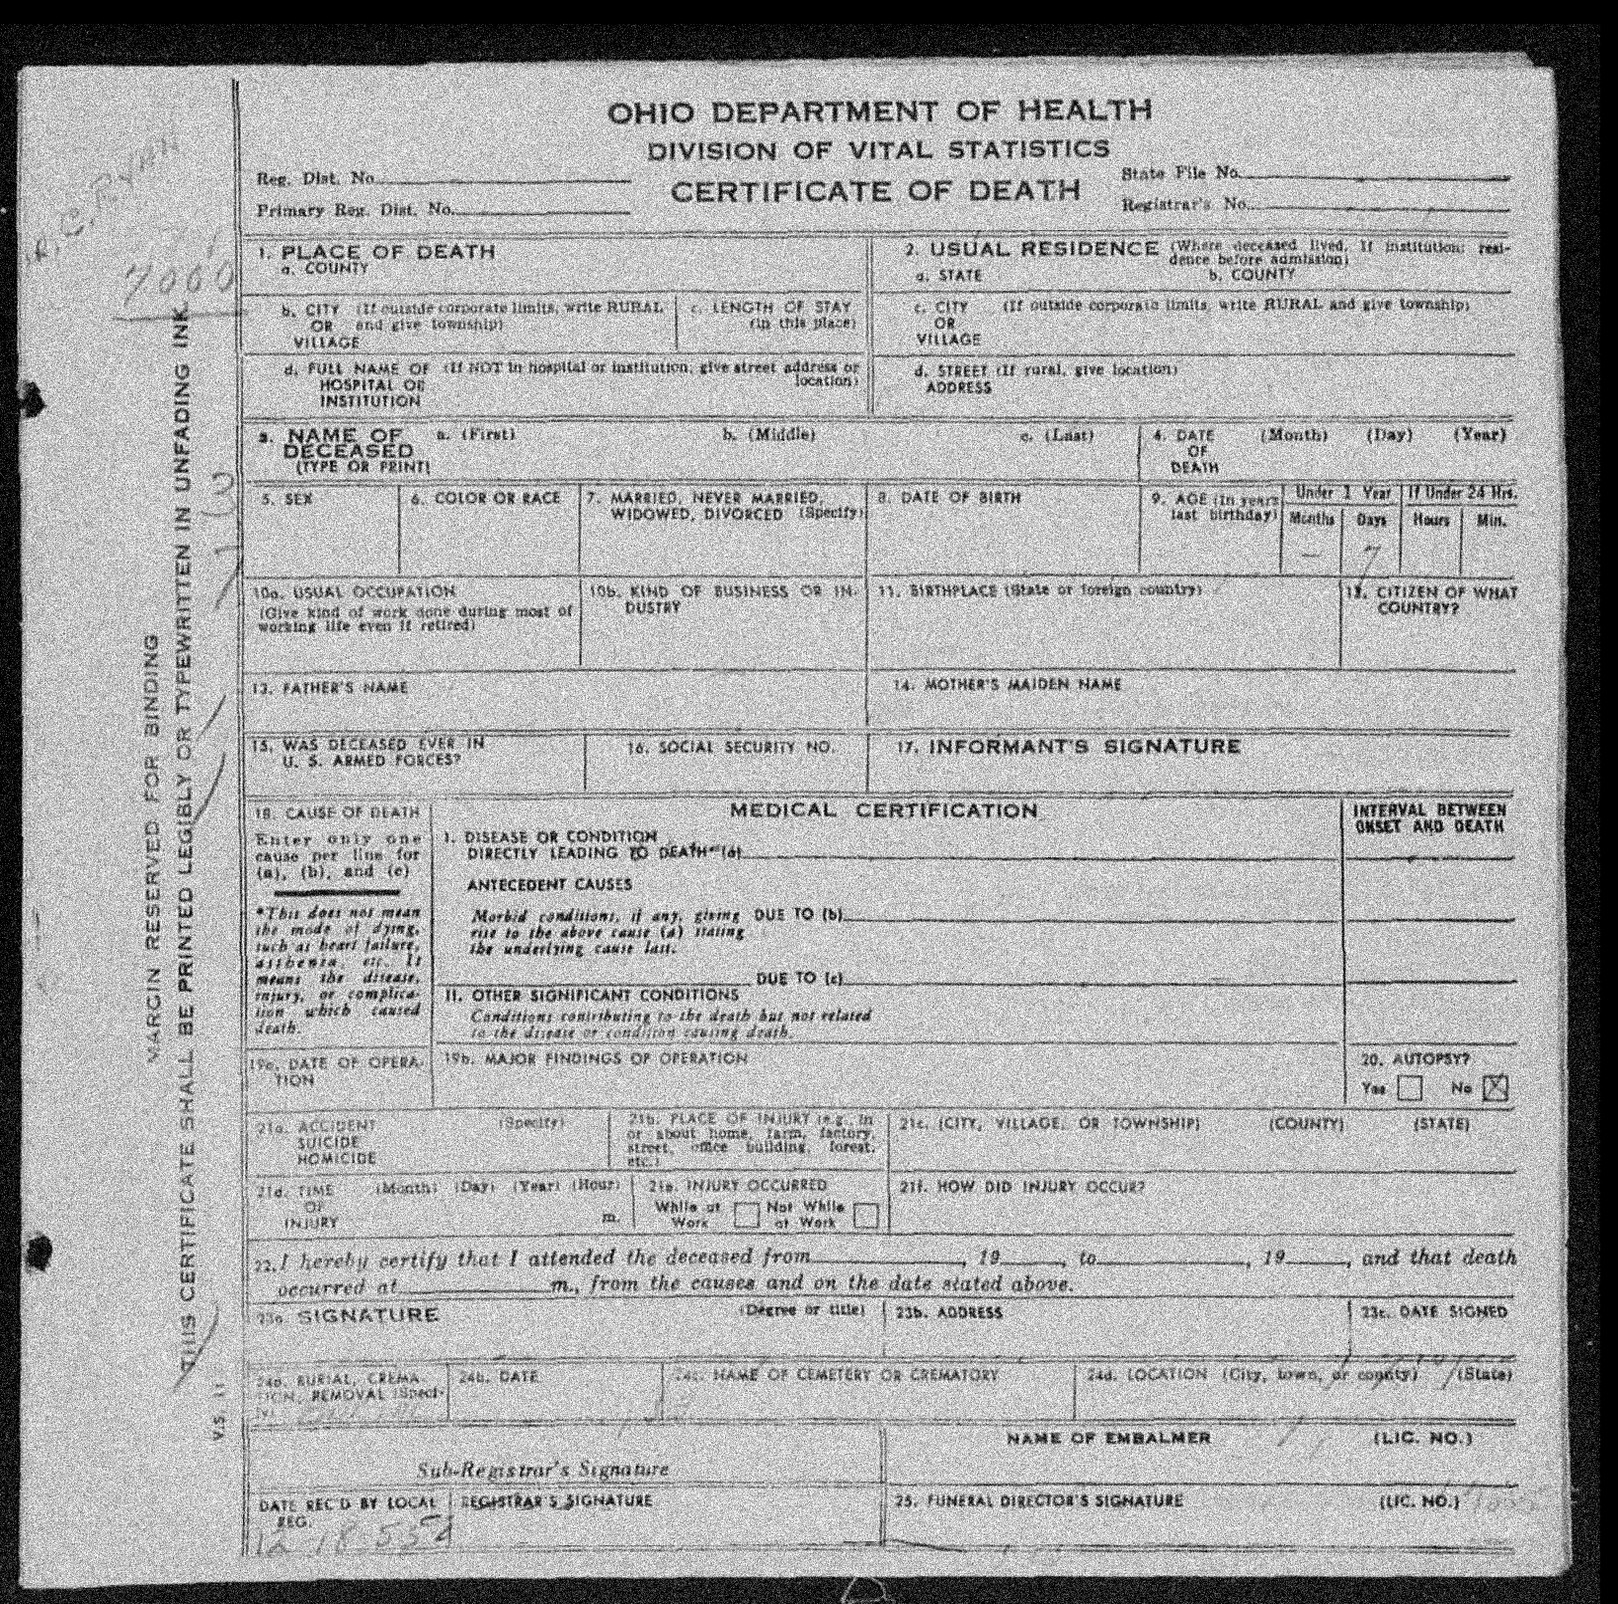 OHIO DEPARTMENT OF HEALTH
DIVISION OF VITAL STATISTICS
CERTIFICATE OF DEATH
Reg. Dist. No.
Primary Reg. Dist. No.
State File No.
Registrar's No.
7000
1. PLACE OF DEATH
a. COUNTY
2. USUAL RESIDENCE (Where deceased lived. If institution: resi-
dence before admission)
a. STATE b. COUNTY
b. CITY (If outside corporate limits, write RURAL
OR and give township)
VILLAGE
c. LENGTH OF STAY
(in this place)
c. CITY (If outside corporate limits, write RURAL and give township)
OR
VILLAGE
d. FULL NAME OF (If NOT in hospital or institution, give street address or
HOSPITAL OR location)
INSTITUTION
d. STREET (If rural, give location)
ADDRESS
3. NAME OF a. (First) b. (Middle) c. (Last)
DECEASED
(TYPE OR PRINT)
4. DATE (Month) (Day) (Year)
OF
DEATH
5. SEX
6. COLOR OR RACE
7. MARRIED, NEVER MARRIED,
WIDOWED, DIVORCED (Specify)
8. DATE OF BIRTH
9. AGE (In years
last birthday)
Under 1 Year
Months Days
If Under 24 Hrs.
Hours Min.
— 7
10a. USUAL OCCUPATION
(Give kind of work done during most of
working life even if retired)
10b. KIND OF BUSINESS OR IN-
DUSTRY
11. BIRTHPLACE (State or foreign country)
12. CITIZEN OF WHAT
COUNTRY?
13. FATHER'S NAME
14. MOTHER'S MAIDEN NAME
15. WAS DECEASED EVER IN
U. S. ARMED FORCES?
16. SOCIAL SECURITY NO.
17. INFORMANT'S SIGNATURE
18. CAUSE OF DEATH
Enter only one
cause per line for
(a), (b), and (c)
*This does not mean
the mode of dying,
such as heart failure,
asthenia, etc. It
means the disease,
injury, or complica-
tion which caused
death.
MEDICAL CERTIFICATION
I. DISEASE OR CONDITION
DIRECTLY LEADING TO DEATH*(a)
ANTECEDENT CAUSES
Morbid conditions, if any, giving DUE TO (b)
rise to the above cause (a) stating
the underlying cause last.
DUE TO (c)
II. OTHER SIGNIFICANT CONDITIONS
Conditions contributing to the death but not related
to the disease or condition causing death.
INTERVAL BETWEEN
ONSET AND DEATH
19a. DATE OF OPERA-
TION
19b. MAJOR FINDINGS OF OPERATION
20. AUTOPSY?
Yes No X
21a. ACCIDENT (Specify)
SUICIDE
HOMICIDE
21b. PLACE OF INJURY (e.g., in
or about home, farm, factory,
street, office building, forest,
etc.)
21c. (CITY, VILLAGE, OR TOWNSHIP) (COUNTY) (STATE)
21d. TIME (Month) (Day) (Year) (Hour)
OF
INJURY m.
21e. INJURY OCCURRED
While at Not While
Work at Work
21f. HOW DID INJURY OCCUR?
22. I hereby certify that I attended the deceased from , 19 , to , 19 , and that death
occurred at m., from the causes and on the date stated above.
23a SIGNATURE (Degree or title)
23b. ADDRESS
23c. DATE SIGNED
24a. BURIAL, CREMA-
TION, REMOVAL (Speci-
fy)
24b. DATE
24c. NAME OF CEMETERY OR CREMATORY
24d. LOCATION (City, town, or county) (State)
Sub-Registrar's Signature
NAME OF EMBALMER (LIC. NO.)
DATE REC'D BY LOCAL
REG.
12 18 55
REGISTRAR'S SIGNATURE
25. FUNERAL DIRECTOR'S SIGNATURE (LIC. NO.)
MARGIN RESERVED FOR BINDING
THIS CERTIFICATE SHALL BE PRINTED LEGIBLY OR TYPEWRITTEN IN UNFADING INK.
V.S. 11